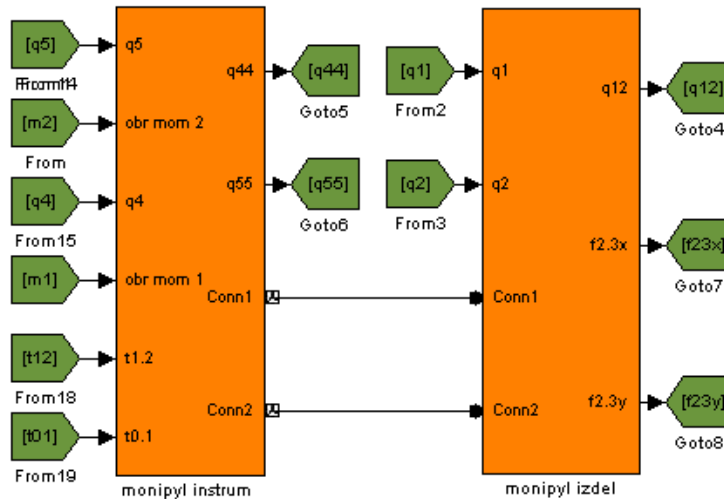 [q5]
q5
[m2]
From
obr mom 2
[q4]
From15
q4
[m1]
obr mom 1
[t12]
From18
t1.2
[t01]
From19
t0.1
q44
q55
Conn1
Conn2
monipyl instrum
[q44]
Goto5
[q55]
Goto6
[q1]
From2
[q2]
From3
q1
q2
Conn1
Conn2
q12
f2.3x
f2.3y
monipyl izdel
[q12]
Goto4
[f23x]
Goto7
[f23y]
Goto8